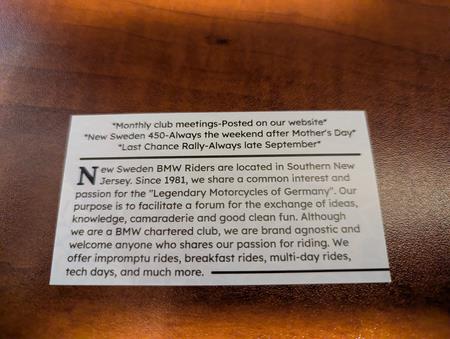 *Monthly club meetings-Posted on our website*
*New Sweden 450-Always the weekend after Mother's Day*
*Last Chance Rally-Always late September*
New Sweden BMW Riders are located in Southern New
Jersey. Since 1981, we share a common interest and
passion for the "Legendary Motorcycles of Germany". Our
purpose is to facilitate a forum for the exchange of ideas,
knowledge, camaraderie and good clean fun. Although
we are a BMW chartered club, we are brand agnostic and
welcome anyone who shares our passion for riding. We
offer impromptu rides, breakfast rides, multi-day rides,
tech days, and much more.